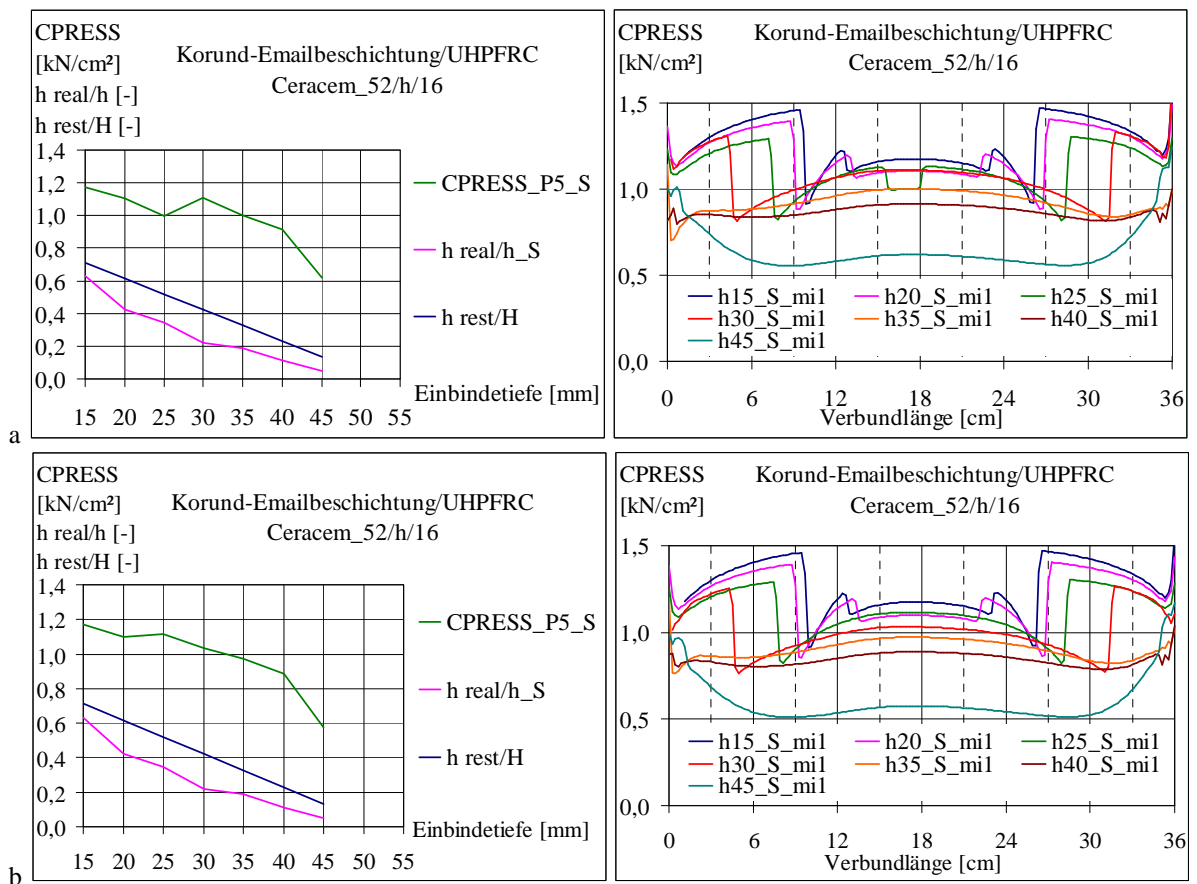 CPRESS
[kN/cm²]
h real/h [-]
h rest/H [-]
Korund-Emailbeschichtung/UHPFRC
Ceracem_52/h/16
1,4
1,2
1,0
0,8
0,6
0,4
0,2
0,0
15 20 25 30 35 40 45 50 55
CPRESS_P5_S
h real/h_S
h rest/H
Einbindetiefe [mm]
CPRESS
[kN/cm²]
Korund-Emailbeschichtung/UHPFRC
Ceracem_52/h/16
1,5
1,0
0,5
0,0
h15_S_mi1 h20_S_mi1 h25_S_mi1
h30_S_mi1 h35_S_mi1 h40_S_mi1
h45_S_mi1
0 6 12 18 24 30 36
Verbundlänge [cm]
a
CPRESS
[kN/cm²]
h real/h [-]
h rest/H [-]
Korund-Emailbeschichtung/UHPFRC
Ceracem_52/h/16
1,4
1,2
1,0
0,8
0,6
0,4
0,2
0,0
15 20 25 30 35 40 45 50 55
CPRESS_P5_S
h real/h_S
h rest/H
Einbindetiefe [mm]
CPRESS
[kN/cm²]
Korund-Emailbeschichtung/UHPFRC
Ceracem_52/h/16
1,5
1,0
0,5
0,0
h15_S_mi1 h20_S_mi1 h25_S_mi1
h30_S_mi1 h35_S_mi1 h40_S_mi1
h45_S_mi1
0 6 12 18 24 30 36
Verbundlänge [cm]
b